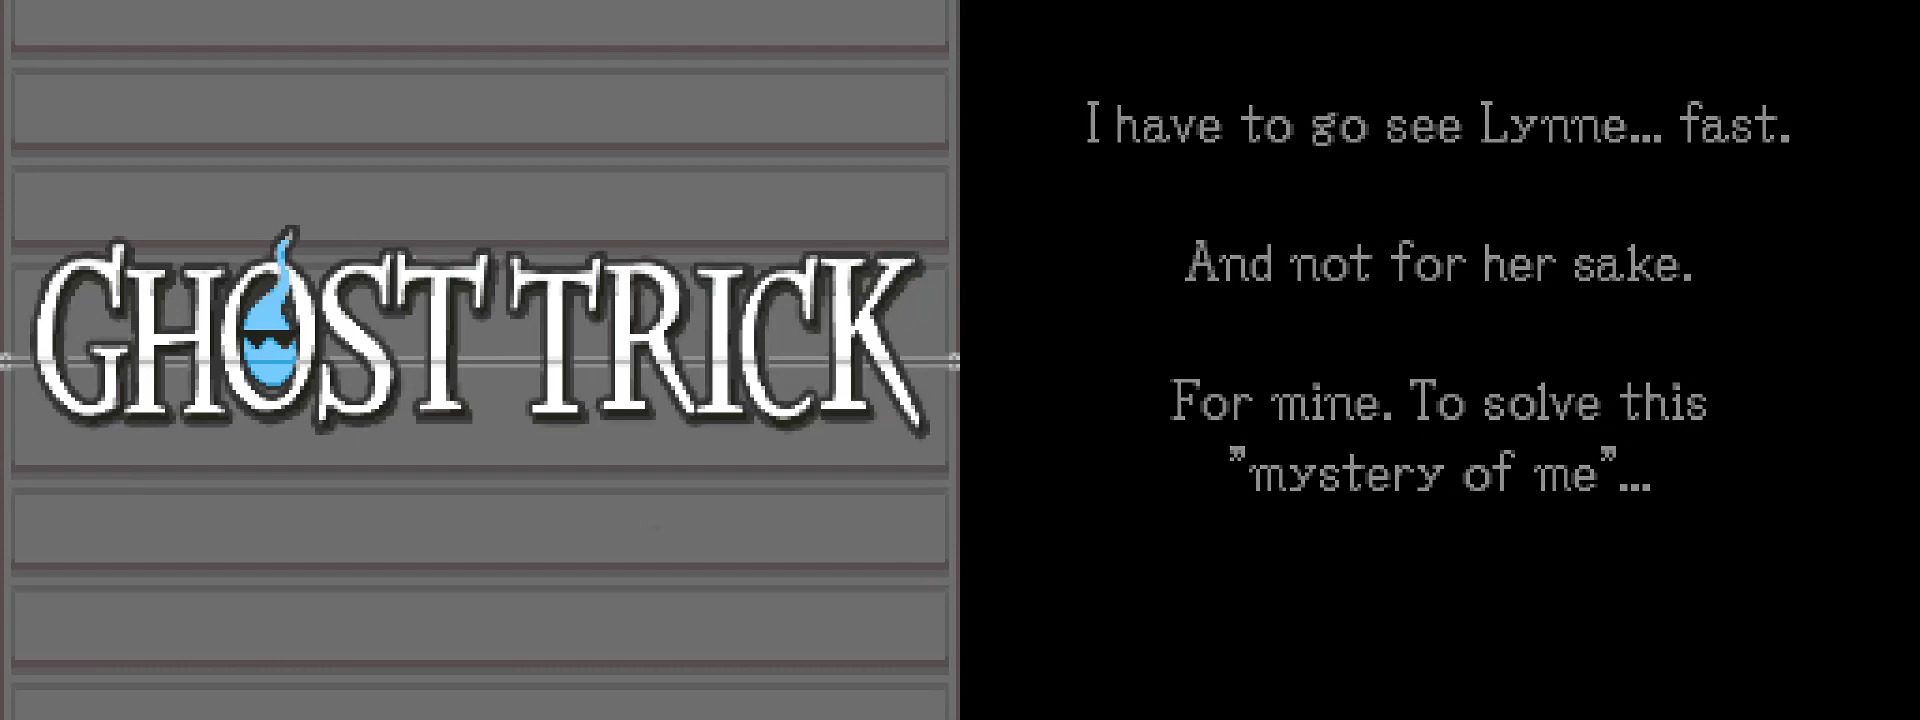 GHOST TRICK
I have to go see Lynne... fast.
And not for her sake.
For mine. To solve this
"mystery of me"...